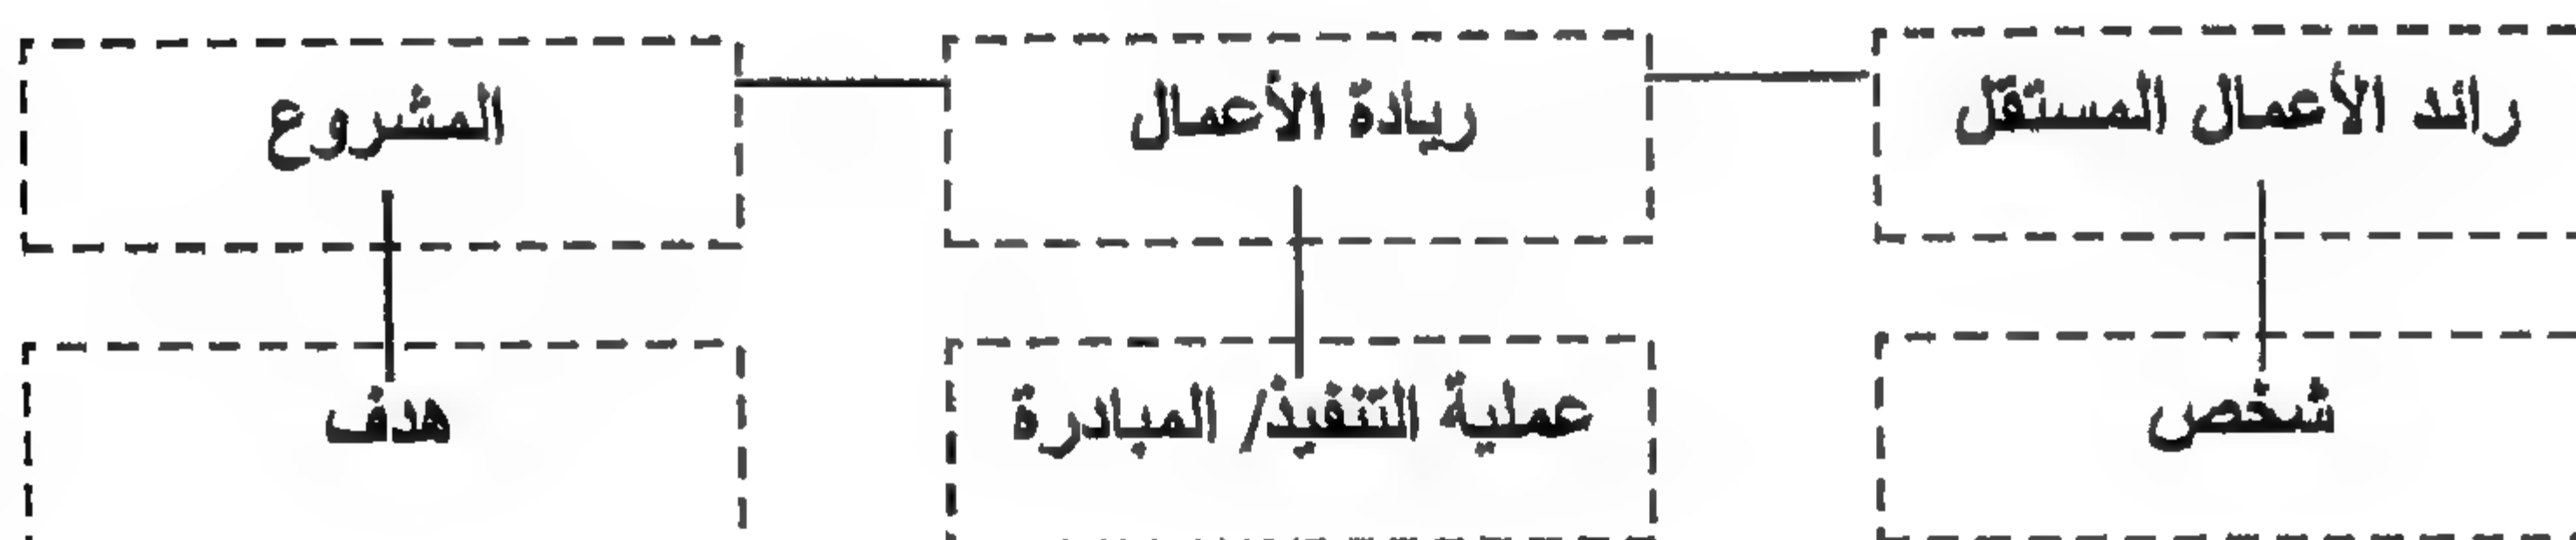 رائد الأعمال المستقل
ريادة الأعمال
المشروع
شخص
عملية التنفيذ/ المبادرة
هدف